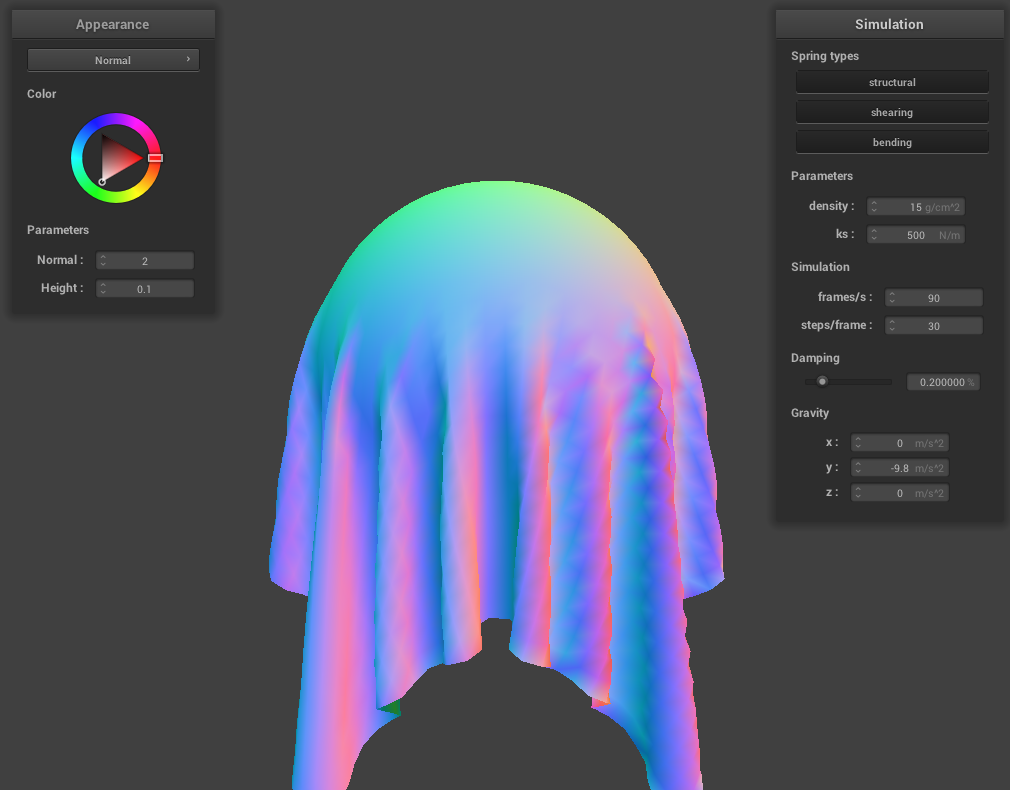 Appearance
Normal ›
Color
Parameters
Normal : 2
Height : 0.1
Simulation
Spring types
structural
shearing
bending
Parameters
density : 15 g/cm^2
ks : 500 N/m
Simulation
frames/s : 90
steps/frame : 30
Damping
0.200000 %
Gravity
x : 0 m/s^2
y : -9.8 m/s^2
z : 0 m/s^2